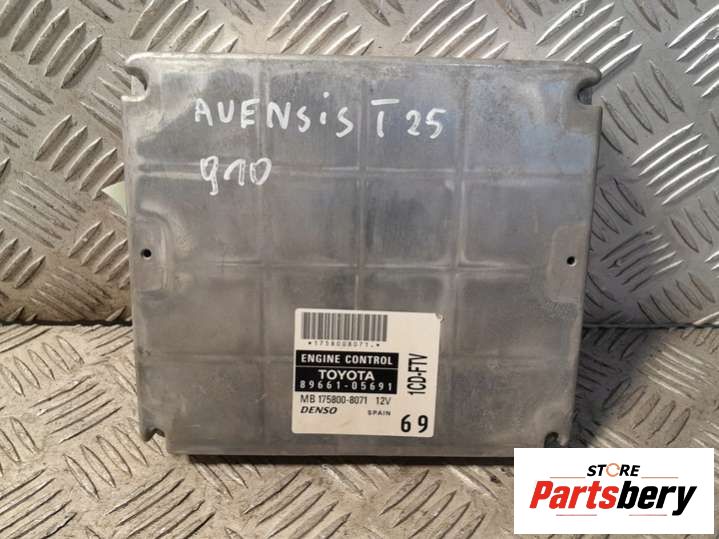 AVENSiS T25
910
*1758008071*
ENGINE CONTROL
TOYOTA
89661-05691
MB 175800-8071 12V
DENSO SPAIN
1CD-FTV
69
STORE
Partsbery